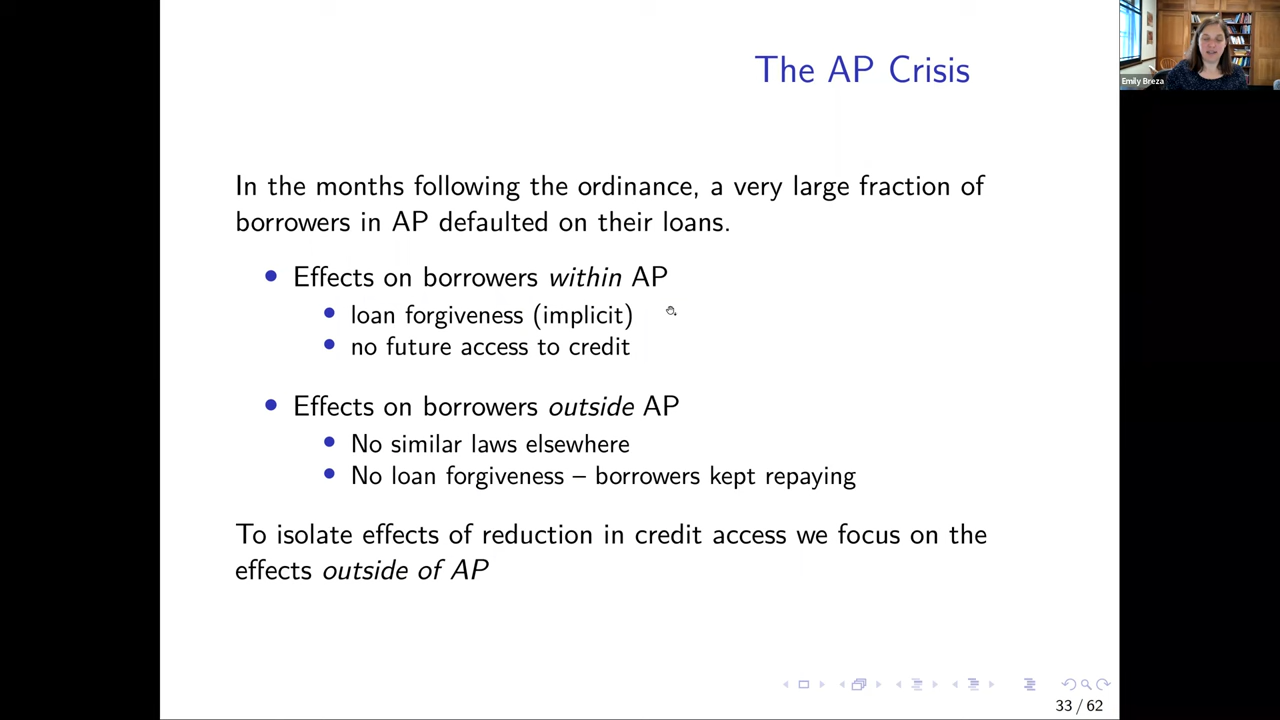 The AP Crisis
Emily Breza
In the months following the ordinance, a very large fraction of
borrowers in AP defaulted on their loans.
• Effects on borrowers within AP
• loan forgiveness (implicit)
• no future access to credit
• Effects on borrowers outside AP
• No similar laws elsewhere
• No loan forgiveness – borrowers kept repaying
To isolate effects of reduction in credit access we focus on the
effects outside of AP
33 / 62